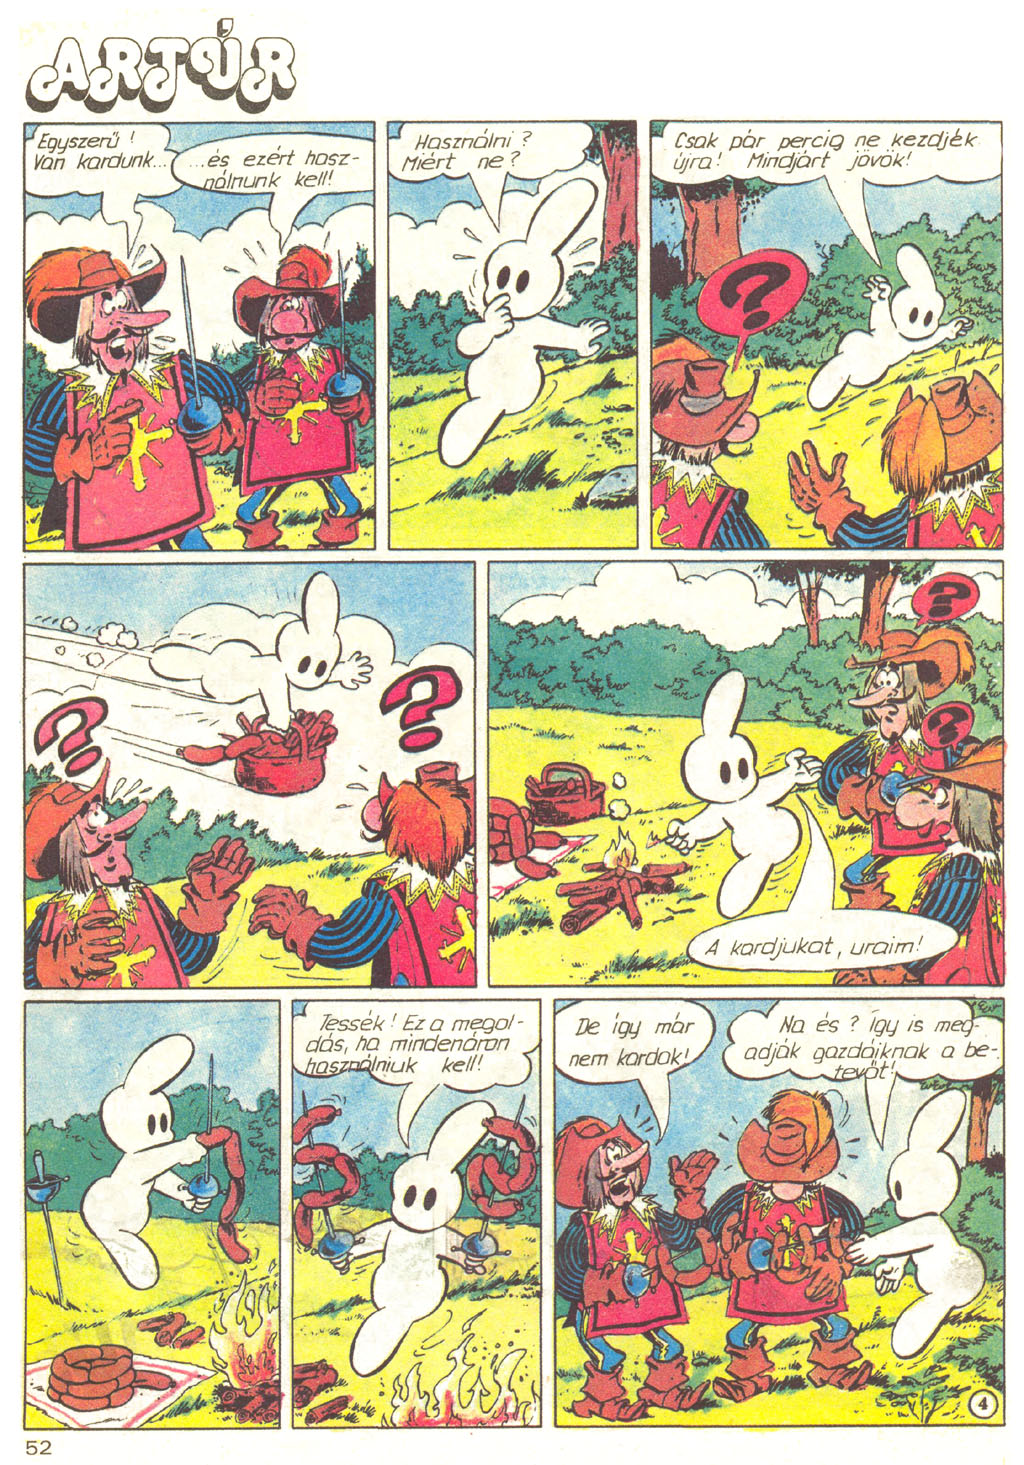 ARTÚR
Egyszerű!
Van kardunk...
...és ezért hasz-
nálnunk kell!
Használni?
Miért ne?
Csak pár percig ne kezdjék
újra! Mindjárt jövök!
?
?
?
?
?
A kardjukat, uraim!
Tessék! Ez a megol-
dás, ha mindenáron
használniuk kell!
De így már
nem kardok!
Na és? Így is meg-
adják gazdáiknak a be-
tevőt!
4
52